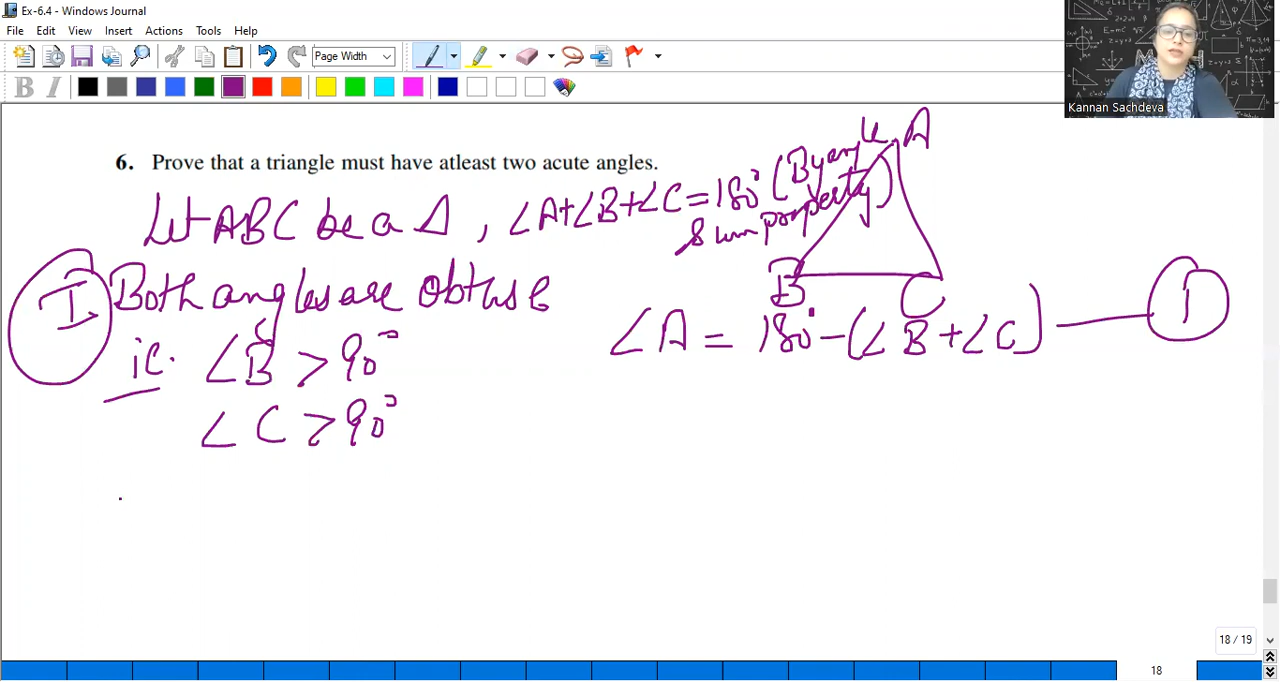 Ex-6.4 - Windows Journal
File Edit View Insert Actions Tools Help
Page Width
B I
Kannan Sachdeva
6. Prove that a triangle must have atleast two acute angles.
Let ABC be a Δ, ∠A+∠B+∠C=180° (By angle sum property)
A
B C
I Both angles are obtuse
ie. ∠B > 90°
∠C > 90°
∠A = 180° - (∠B + ∠C) — 1
18 / 19
18